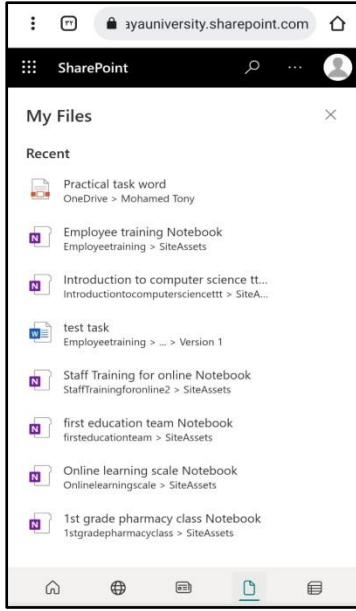 ٢٢
ayauniversity.sharepoint.com
SharePoint
...
My Files
Recent
Practical task word
OneDrive > Mohamed Tony
Employee training Notebook
Employeetraining > SiteAssets
Introduction to computer science tt...
Introductiontocomputersciencettt > SiteA...
test task
Employeetraining > ... > Version 1
Staff Training for online Notebook
StaffTrainingforonline2 > SiteAssets
first education team Notebook
firsteducationteam > SiteAssets
Online learning scale Notebook
Onlinelearningscale > SiteAssets
1st grade pharmacy class Notebook
1stgradepharmacyclass > SiteAssets